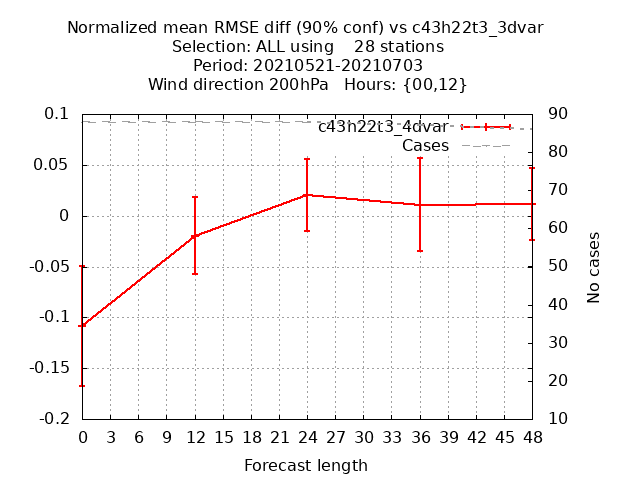 Normalized mean RMSE diff (90% conf) vs c43h22t3_3dvar
Selection: ALL using    28 stations
Period: 20210521-20210703
Wind direction 200hPa   Hours: {00,12}
c43h22t3_4dvar
Cases
0.1
0.05
0
-0.05
-0.1
-0.15
-0.2
90
80
70
60
50
40
30
20
10
No cases
0 3 6 9 12 15 18 21 24 27 30 33 36 39 42 45 48
Forecast length